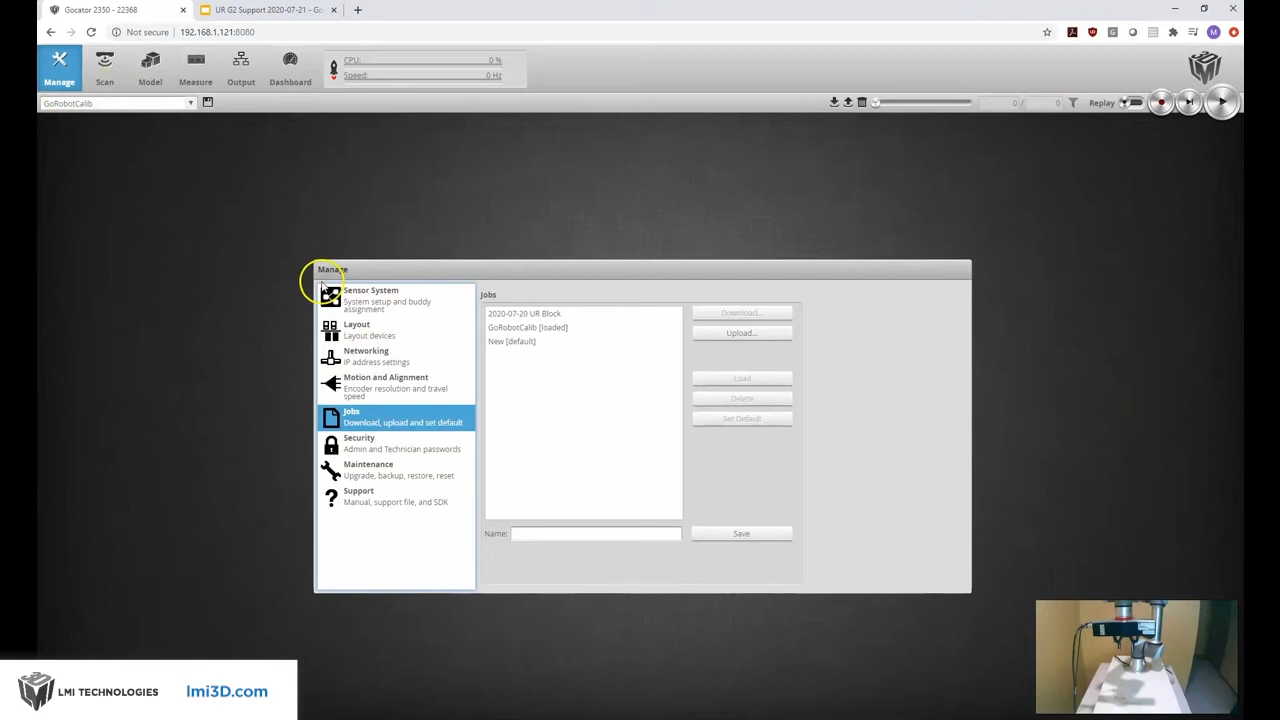 Gocator 2350 - 22368
UR G2 Support 2020-07-21 - Go
Not secure
192.168.1.121:8080
Manage
Scan
Model
Measure
Output
Dashboard
CPU:
0 %
Speed:
0 Hz
GoRobotCalib
0 /
0
Replay
Manage
Sensor System
System setup and buddy
assignment
Layout
Layout devices
Networking
IP address settings
Motion and Alignment
Encoder resolution and travel
speed
Jobs
Download, upload and set default
Security
Admin and Technician passwords
Maintenance
Upgrade, backup, restore, reset
Support
Manual, support file, and SDK
Jobs
2020-07-20 UR Block
GoRobotCalib [loaded]
New [default]
Download...
Upload...
Load
Delete
Set Default
Name:
Save
LMI TECHNOLOGIES
lmi3D.com